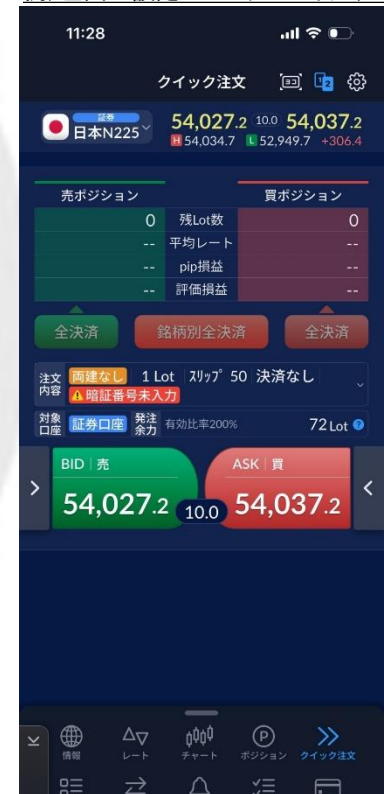 11:28
クイック注文
証券
日本N225 54,027.2 10.0 54,037.2
H 54,034.7 L 52,949.7 +306.4
売ポジション 買ポジション
0 残Lot数 0
-- 平均レート --
-- pip損益 --
-- 評価損益 --
全決済 銘柄別全決済 全決済
注文内容 両建なし 1 Lot スリップ 50 決済なし
暗証番号未入力
対象口座 証券口座 発注余力 有効比率200% 72 Lot ?
BID 売 ASK 買
54,027.2 10.0 54,037.2
情報 レート チャート ポジション クイック注文